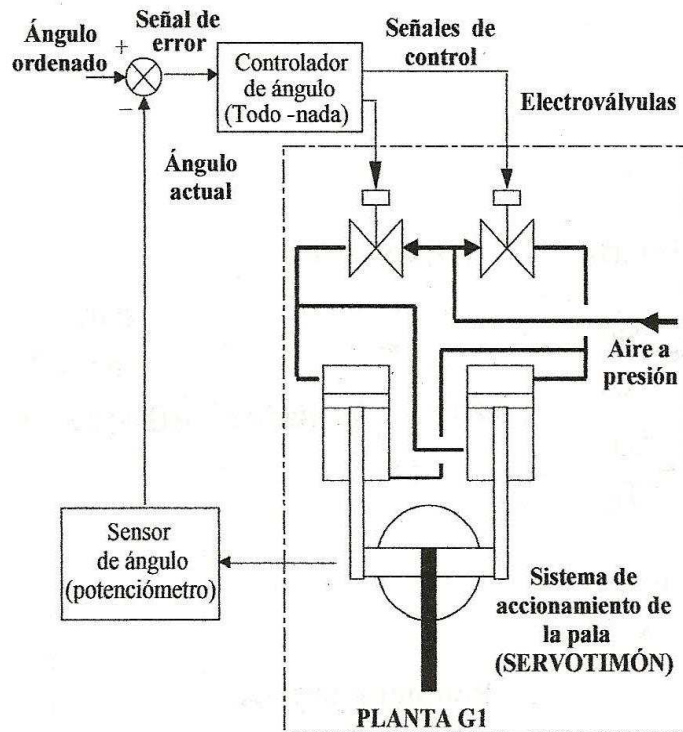 Ángulo
ordenado
+
−
Señal de
error
Controlador
de ángulo
(Todo -nada)
Señales de
control
Electroválvulas
Ángulo
actual
Aire a
presión
Sensor
de ángulo
(potenciómetro)
Sistema de
accionamiento de
la pala
(SERVOTIMÓN)
PLANTA G1